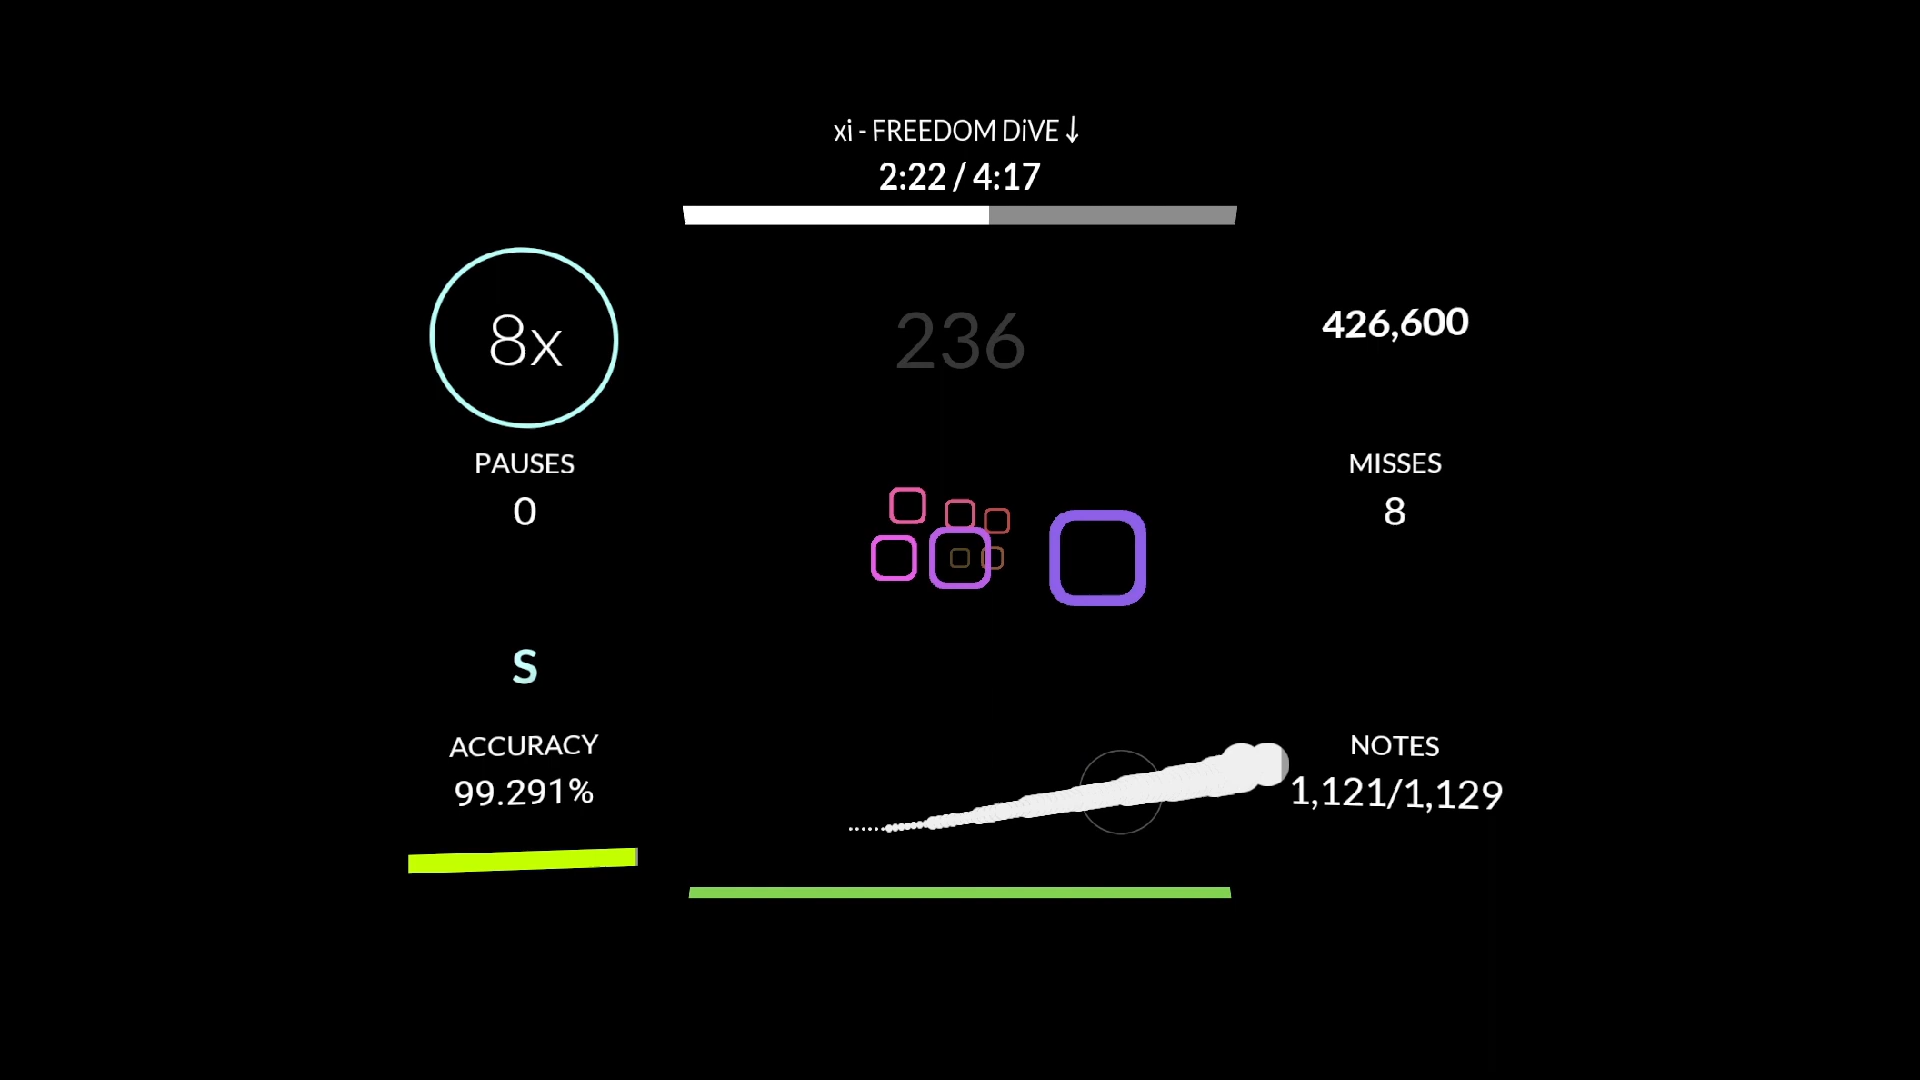 xi - FREEDOM DiVE↓
2:22 / 4:17
8x
236
426,600
PAUSES
0
MISSES
8
S
ACCURACY
99.291%
NOTES
1,121/1,129